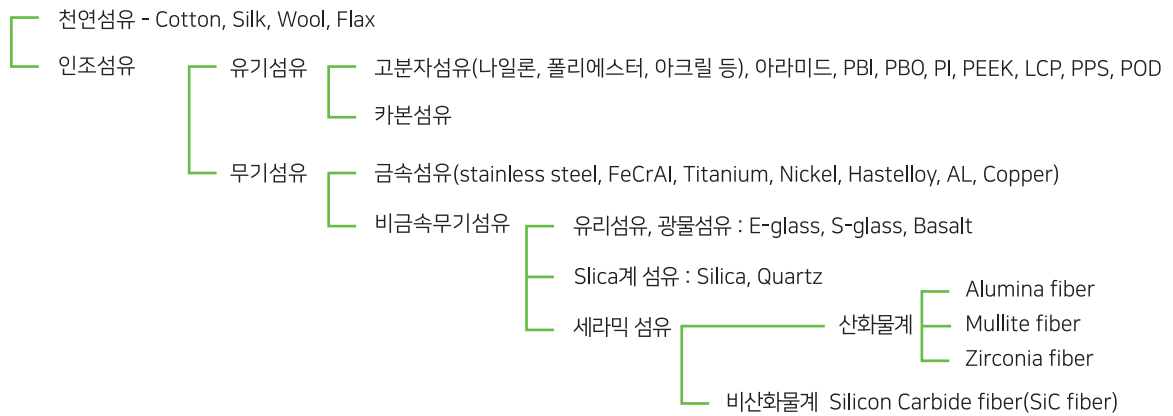 천연섬유 - Cotton, Silk, Wool, Flax
인조섬유
유기섬유
고분자섬유(나일론, 폴리에스터, 아크릴 등), 아라미드, PBI, PBO, PI, PEEK, LCP, PPS, POD
카본섬유
무기섬유
금속섬유(stainless steel, FeCrAl, Titanium, Nickel, Hastelloy, AL, Copper)
비금속무기섬유
유리섬유, 광물섬유 : E-glass, S-glass, Basalt
Slica계 섬유 : Silica, Quartz
세라믹 섬유
산화물계
Alumina fiber
Mullite fiber
Zirconia fiber
비산화물계 Silicon Carbide fiber(SiC fiber)